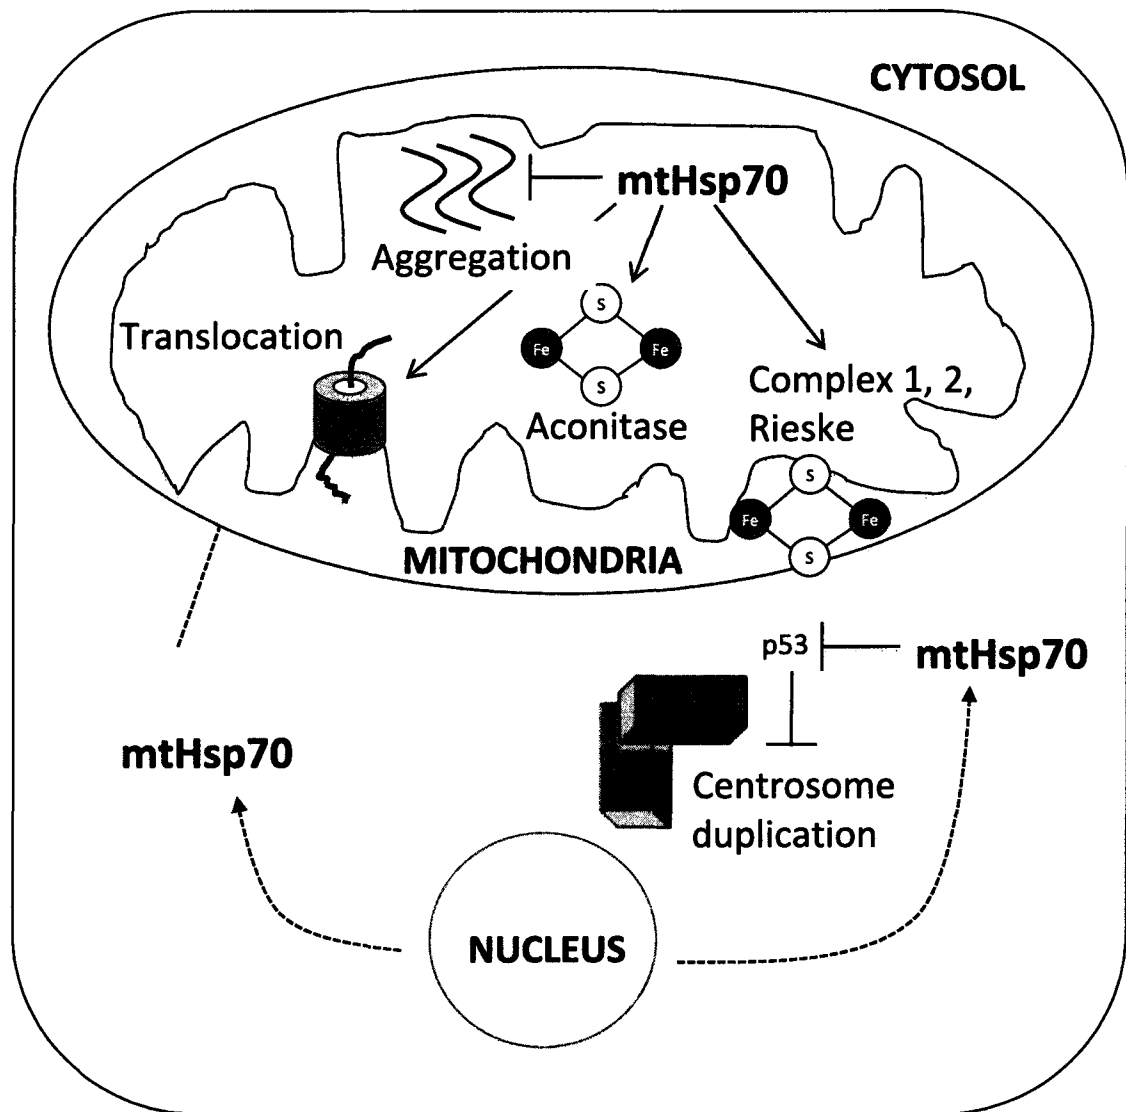 CYTOSOL
mtHsp70
Aggregation
S
Translocation
Fe
Fe
S
Complex 1, 2,
Rieske
Aconitase
S
Fe
Fe
S
MITOCHONDRIA
p53
mtHsp70
mtHsp70
Centrosome
duplication
NUCLEUS